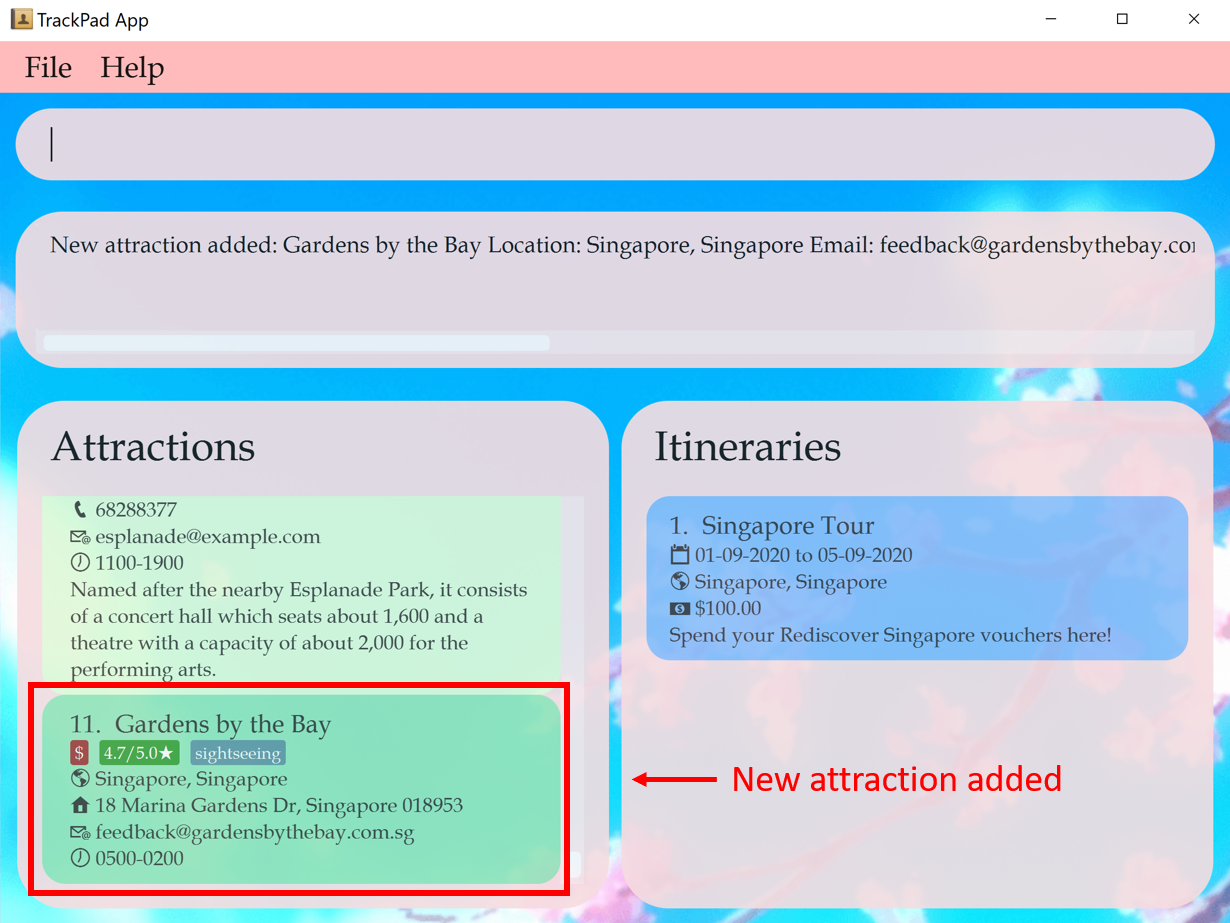 TrackPad App
File Help
New attraction added: Gardens by the Bay Location: Singapore, Singapore Email: feedback@gardensbythebay.co
Attractions
68288377
esplanade@example.com
1100-1900
Named after the nearby Esplanade Park, it consists
of a concert hall which seats about 1,600 and a
theatre with a capacity of about 2,000 for the
performing arts.
11. Gardens by the Bay
$ 4.7/5.0★ sightseeing
Singapore, Singapore
18 Marina Gardens Dr, Singapore 018953
feedback@gardensbythebay.com.sg
0500-0200
Itineraries
1. Singapore Tour
01-09-2020 to 05-09-2020
Singapore, Singapore
$100.00
Spend your Rediscover Singapore vouchers here!
New attraction added